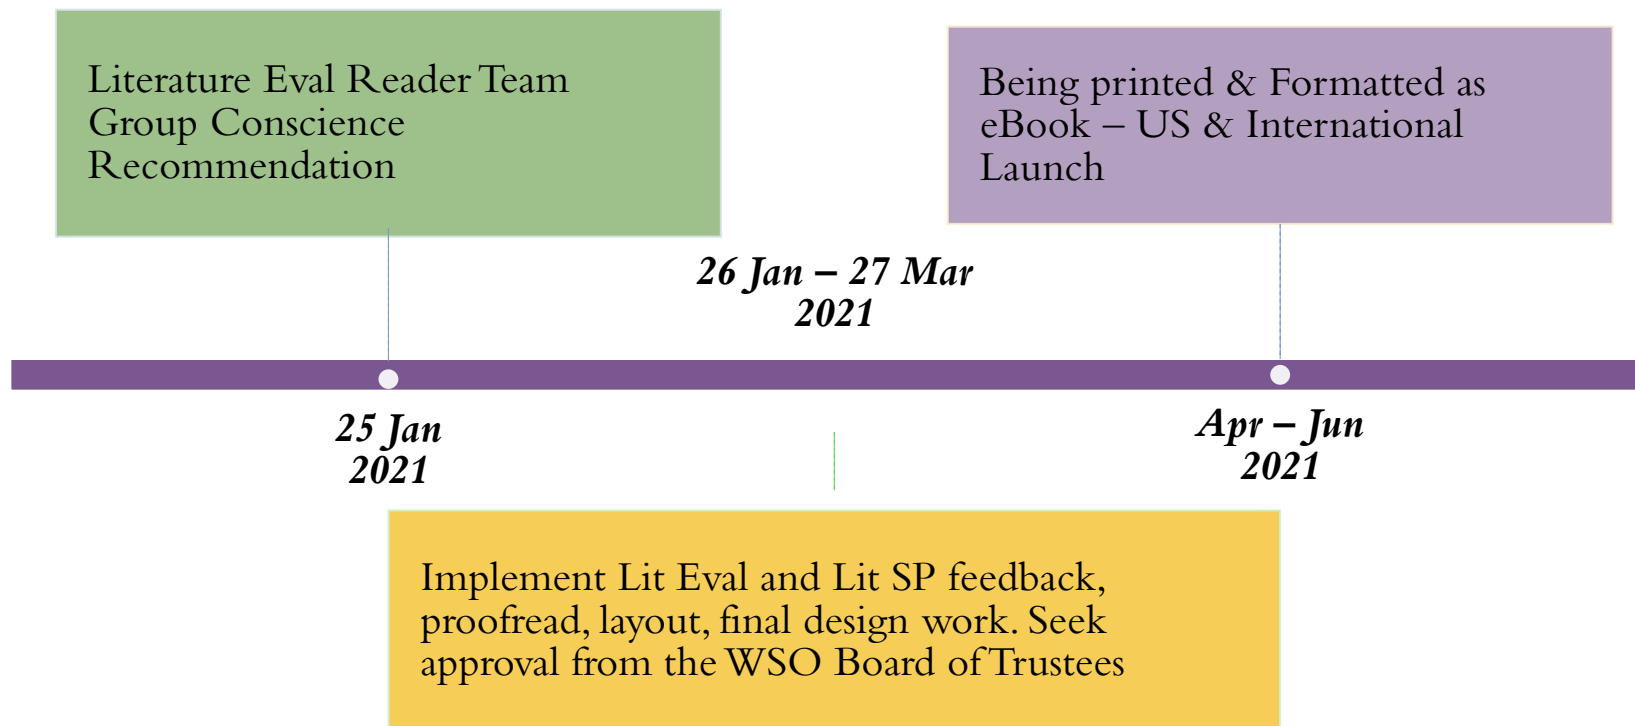 Literature Eval Reader Team
Group Conscience
Recommendation
Being printed & Formatted as
eBook – US & International
Launch
26 Jan – 27 Mar
2021
25 Jan
2021
Apr – Jun
2021
Implement Lit Eval and Lit SP feedback,
proofread, layout, final design work. Seek
approval from the WSO Board of Trustees